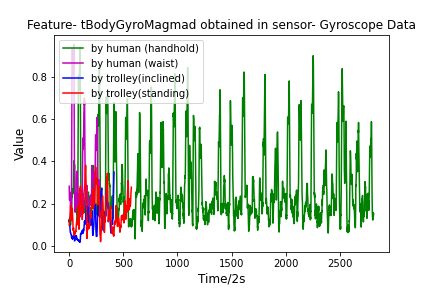 Feature- tBodyGyroMagmad obtained in sensor- Gyroscope Data
by human (handhold)
by human (waist)
by trolley(inclined)
by trolley(standing)
0.8
0.6
0.4
0.2
0.0
Value
0 500 1000 1500 2000 2500
Time/2s